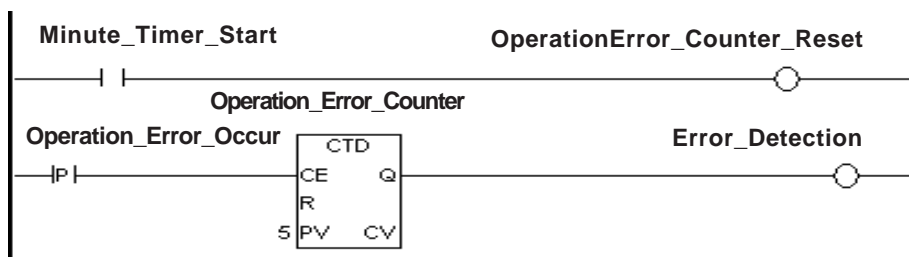 Minute_Timer_Start OperationError_Counter_Reset
Operation_Error_Counter
Operation_Error_Occur CTD Error_Detection
P CE Q
R
5 PV CV